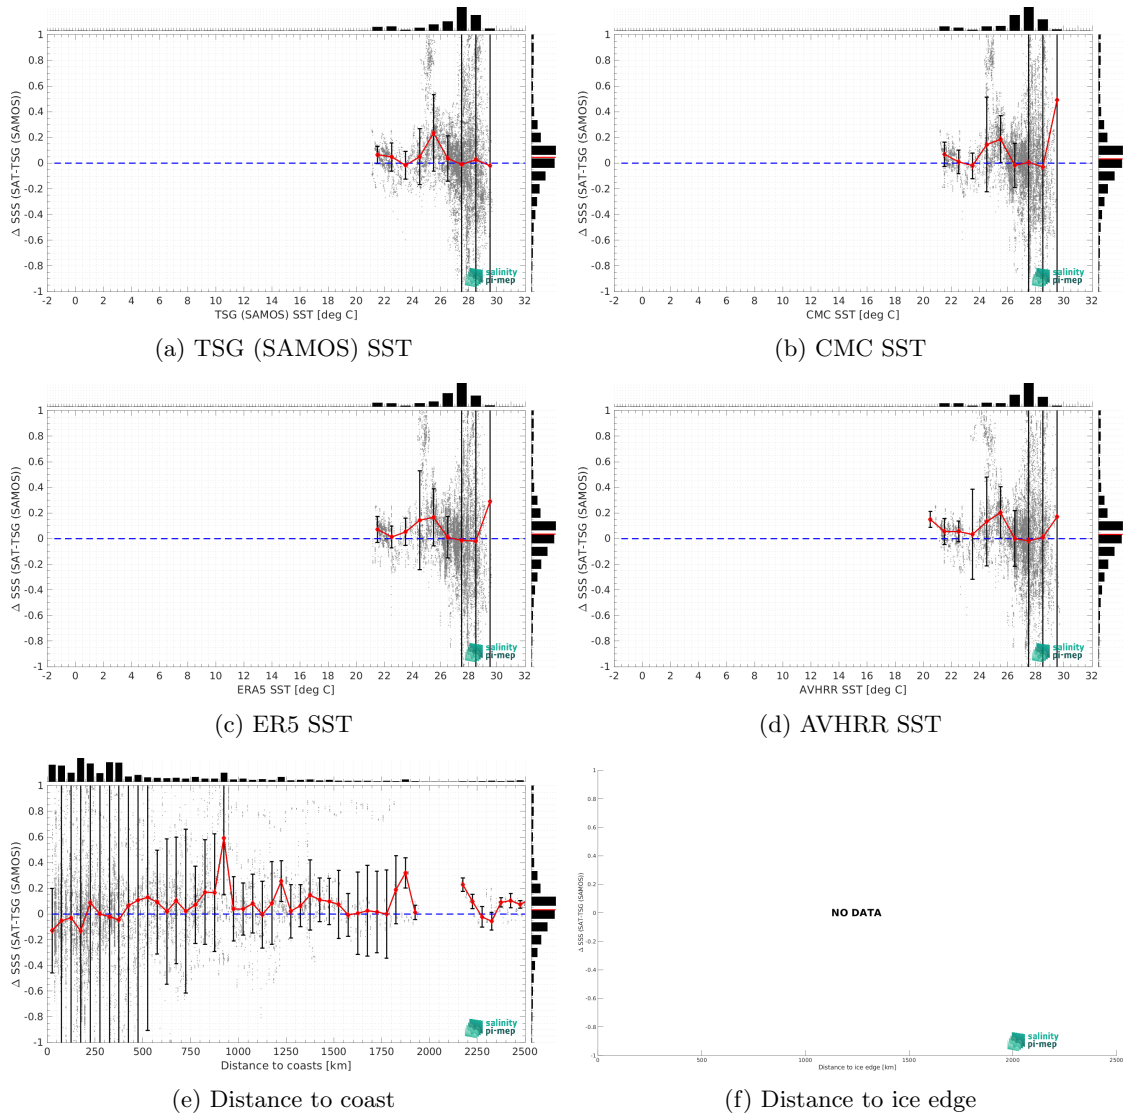 1
0.8
0.6
0.4
0.2
0
-0.2
-0.4
-0.6
-0.8
-1
Δ SSS (SAT-TSG (SAMOS))
salinity
pi-mep
-2 0 2 4 6 8 10 12 14 16 18 20 22 24 26 28 30 32
TSG (SAMOS) SST [deg C]
(a) TSG (SAMOS) SST
1
0.8
0.6
0.4
0.2
0
-0.2
-0.4
-0.6
-0.8
-1
Δ SSS (SAT-TSG (SAMOS))
salinity
pi-mep
-2 0 2 4 6 8 10 12 14 16 18 20 22 24 26 28 30 32
CMC SST [deg C]
(b) CMC SST
1
0.8
0.6
0.4
0.2
0
-0.2
-0.4
-0.6
-0.8
-1
Δ SSS (SAT-TSG (SAMOS))
salinity
pi-mep
-2 0 2 4 6 8 10 12 14 16 18 20 22 24 26 28 30 32
ERA5 SST [deg C]
(c) ER5 SST
1
0.8
0.6
0.4
0.2
0
-0.2
-0.4
-0.6
-0.8
-1
Δ SSS (SAT-TSG (SAMOS))
salinity
pi-mep
-2 0 2 4 6 8 10 12 14 16 18 20 22 24 26 28 30 32
AVHRR SST [deg C]
(d) AVHRR SST
1
0.8
0.6
0.4
0.2
0
-0.2
-0.4
-0.6
-0.8
-1
Δ SSS (SAT-TSG (SAMOS))
salinity
pi-mep
0 250 500 750 1000 1250 1500 1750 2000 2250 2500
Distance to coasts [km]
(e) Distance to coast
1
0.8
0.6
0.4
0.2
0
-0.2
-0.4
-0.6
-0.8
-1
Δ SSS (SAT-TSG (SAMOS))
NO DATA
salinity
pi-mep
0 500 1000 1500 2000 2500
Distance to ice edge [km]
(f) Distance to ice edge